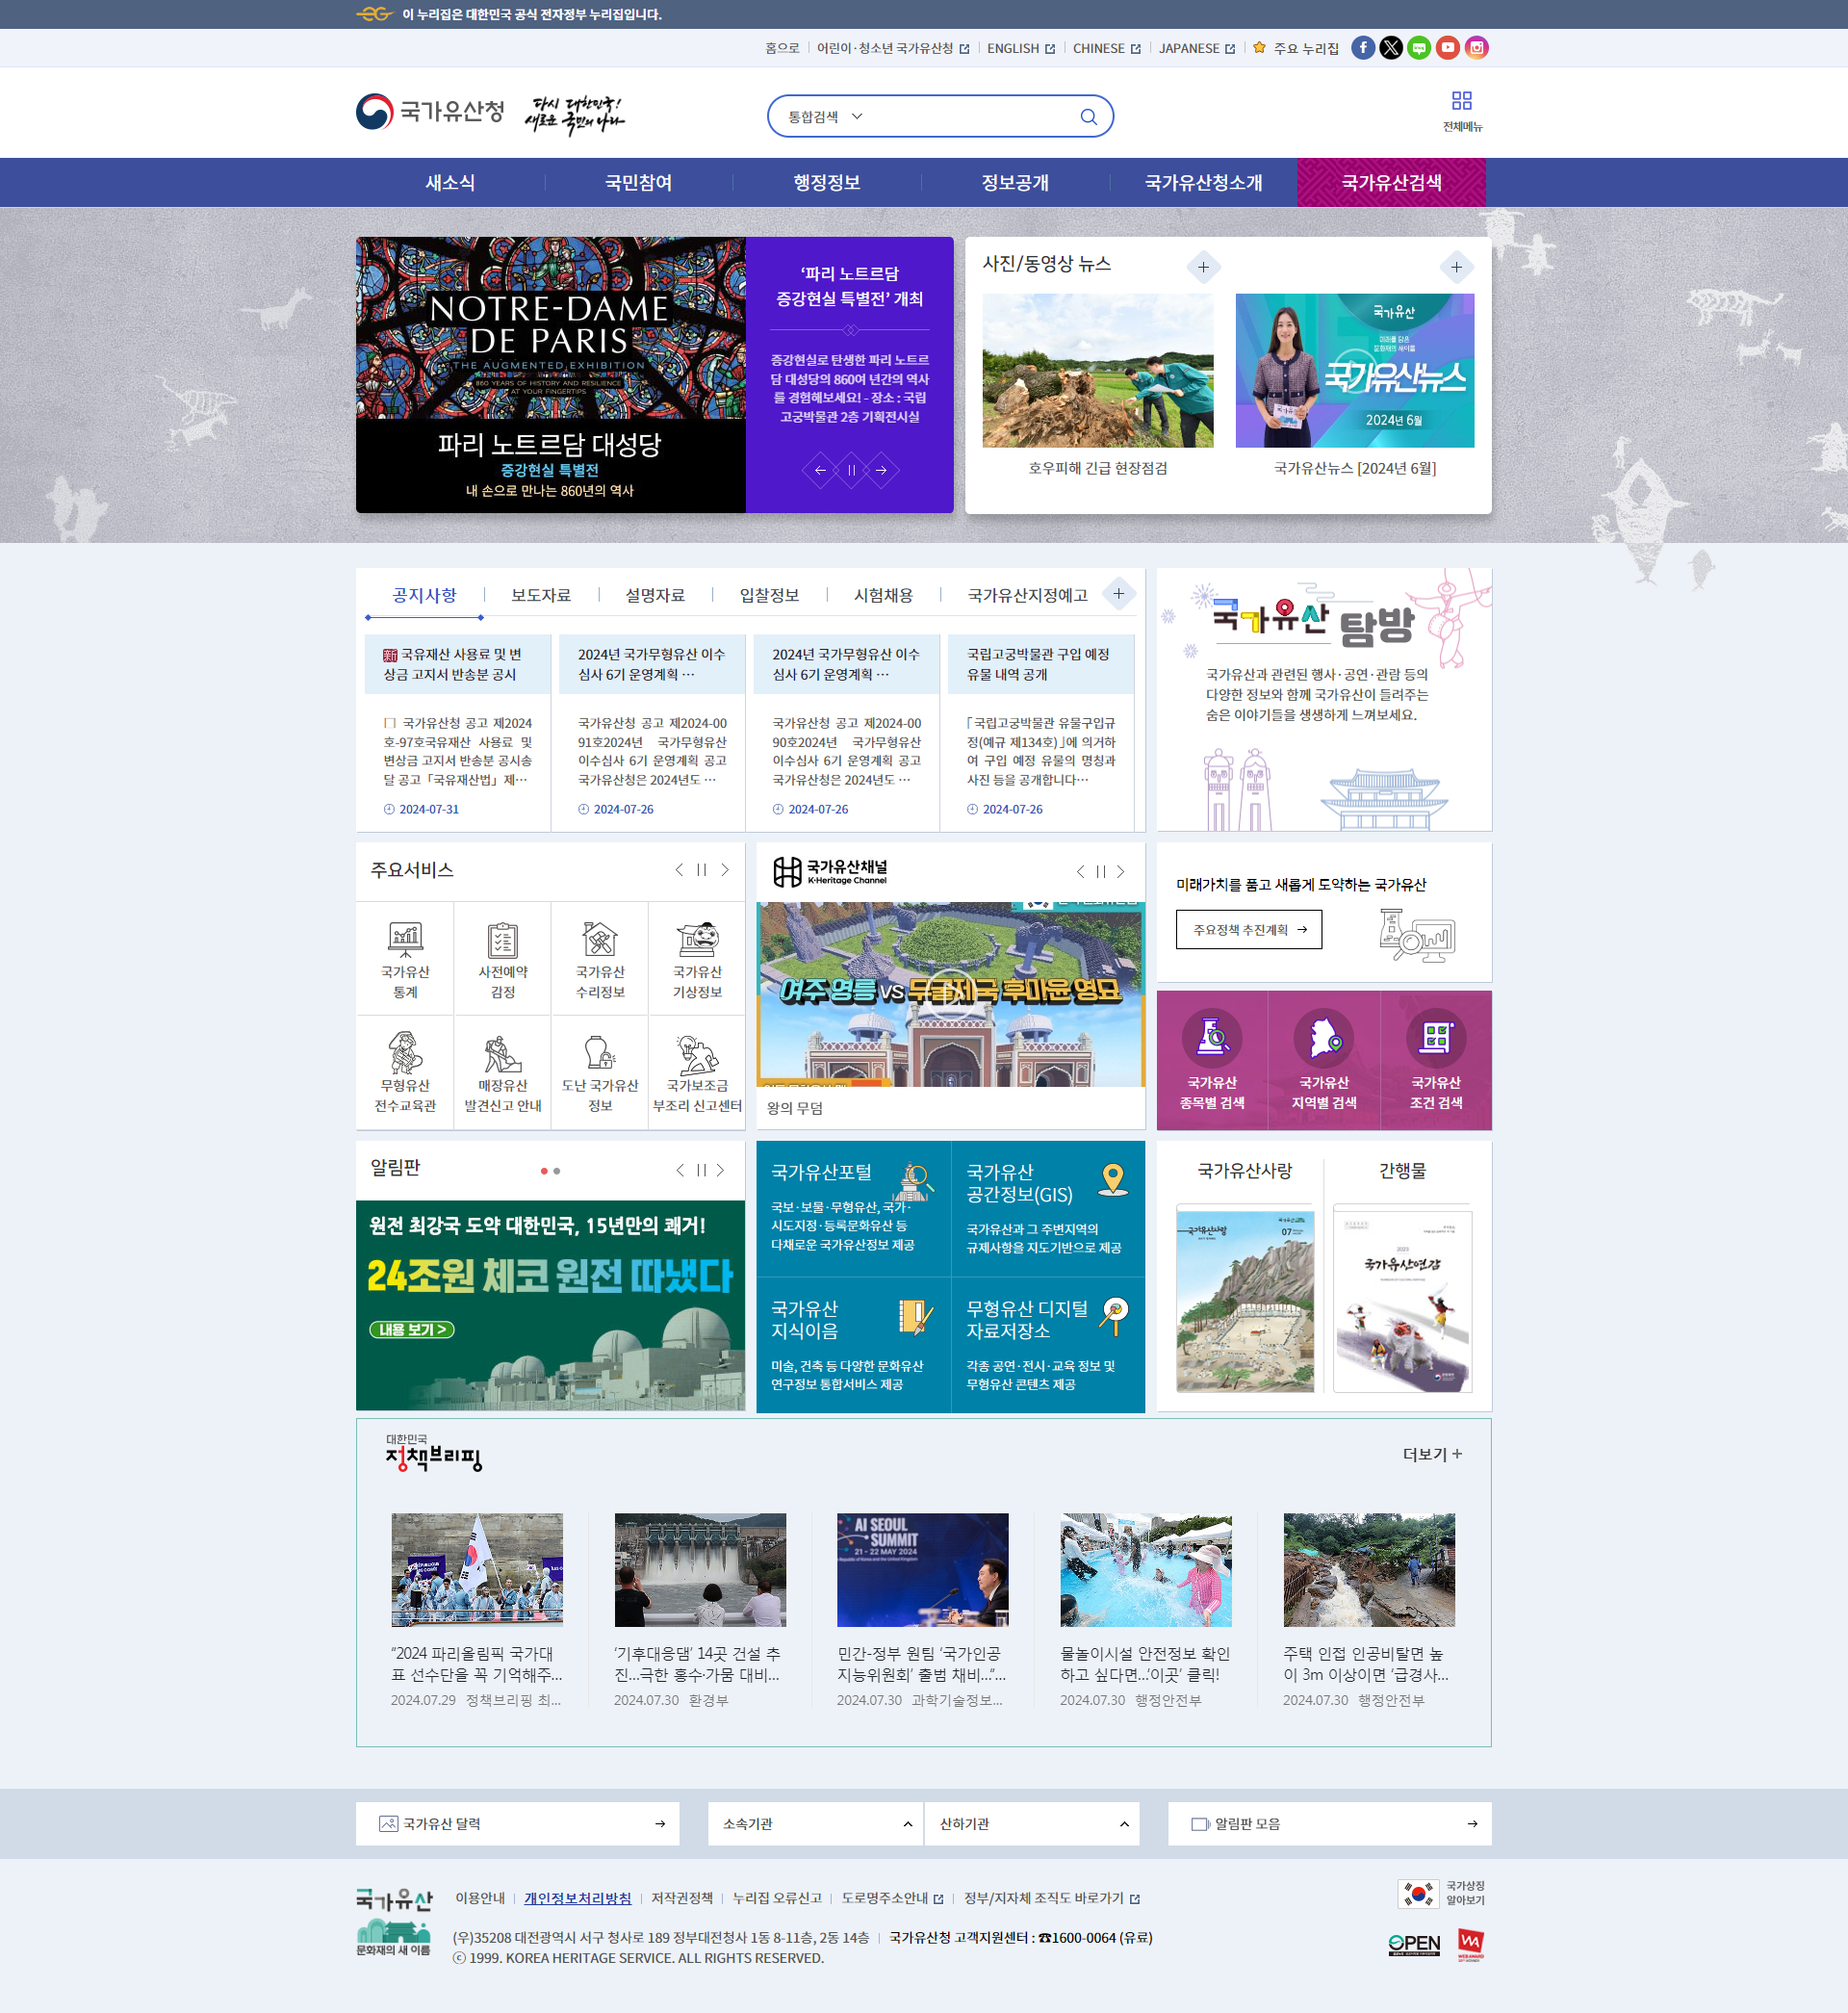 이 누리집은 대한민국 공식 전자정부 누리집입니다.
홈으로 어린이·청소년 국가유산청 ENGLISH CHINESE JAPANESE 주요 누리집
국가유산청 다시 대한민국! 새로운 국민의 나라
통합검색
전체메뉴
새소식 국민참여 행정정보 정보공개 국가유산청소개 국가유산검색
NOTRE-DAME
DE PARIS
THE AUGMENTED EXHIBITION
860 YEARS OF HISTORY AND RESILIENCE
AT YOUR FINGERTIPS
파리 노트르담 대성당
증강현실 특별전
내 손으로 만나는 860년의 역사
‘파리 노트르담
증강현실 특별전’ 개최
증강현실로 탄생한 파리 노트르
담 대성당의 860여 년간의 역사
를 경험해보세요! - 장소 : 국립
고궁박물관 2층 기획전시실
사진/동영상 뉴스
국가유산
국가유산뉴스
2024년 6월
호우피해 긴급 현장점검
국가유산뉴스 [2024년 6월]
공지사항 보도자료 설명자료 입찰정보 시험채용 국가유산지정예고
新 국유재산 사용료 및 변
상금 고지서 반송분 공시
□ 국가유산청 공고 제2024
호-97호국유재산 사용료 및
변상금 고지서 반송분 공시송
달 공고「국유재산법」제…
2024-07-31
2024년 국가무형유산 이수
심사 6기 운영계획 …
국가유산청 공고 제2024-00
91호2024년 국가무형유산
이수심사 6기 운영계획 공고
국가유산청은 2024년도 …
2024-07-26
2024년 국가무형유산 이수
심사 6기 운영계획 …
국가유산청 공고 제2024-00
90호2024년 국가무형유산
이수심사 6기 운영계획 공고
국가유산청은 2024년도 …
2024-07-26
국립고궁박물관 구입 예정
유물 내역 공개
「국립고궁박물관 유물구입규
정(예규 제134호)」에 의거하
여 구입 예정 유물의 명칭과
사진 등을 공개합니다…
2024-07-26
국가유산 탐방
국가유산과 관련된 행사·공연·관람 등의
다양한 정보와 함께 국가유산이 들려주는
숨은 이야기들을 생생하게 느껴보세요.
주요서비스
국가유산
통계
사전예약
감정
국가유산
수리정보
국가유산
기상정보
무형유산
전수교육관
매장유산
발견신고 안내
도난 국가유산
정보
국가보조금
부조리 신고센터
국가유산채널
K·Heritage Channel
여주 영릉 VS 무굴제국 후마윤 영묘
왕의 무덤
미래가치를 품고 새롭게 도약하는 국가유산
주요정책 추진계획
국가유산
종목별 검색
국가유산
지역별 검색
국가유산
조건 검색
알림판
원전 최강국 도약 대한민국, 15년만의 쾌거!
24조원 체코 원전 따냈다
내용 보기 >
국가유산포털
국보·보물·무형유산, 국가·
시도지정·등록문화유산 등
다채로운 국가유산정보 제공
국가유산
공간정보(GIS)
국가유산과 그 주변지역의
규제사항을 지도기반으로 제공
국가유산
지식이음
미술, 건축 등 다양한 문화유산
연구정보 통합서비스 제공
무형유산 디지털
자료저장소
각종 공연·전시·교육 정보 및
무형유산 콘텐츠 제공
국가유산사랑
국가유산사랑
07
간행물
2023
국가유산연감
대한민국
정책브리핑
더보기 +
AI SEOUL
SUMMIT
21 - 22 MAY 2024
“2024 파리올림픽 국가대
표 선수단을 꼭 기억해주...
2024.07.29 정책브리핑 최...
‘기후대응댐’ 14곳 건설 추
진…극한 홍수·가뭄 대비...
2024.07.30 환경부
민간-정부 원팀 ‘국가인공
지능위원회’ 출범 채비…“...
2024.07.30 과학기술정보...
물놀이시설 안전정보 확인
하고 싶다면…‘이곳’ 클릭!
2024.07.30 행정안전부
주택 인접 인공비탈면 높
이 3m 이상이면 ‘급경사...
2024.07.30 행정안전부
국가유산 달력
소속기관
산하기관
알림판 모음
국가유산
문화재의 새 이름
이용안내 개인정보처리방침 저작권정책 누리집 오류신고 도로명주소안내 정부/지자체 조직도 바로가기
(우)35208 대전광역시 서구 청사로 189 정부대전청사 1동 8-11층, 2동 14층 국가유산청 고객지원센터 : ☎1600-0064 (유료)
ⓒ 1999. KOREA HERITAGE SERVICE. ALL RIGHTS RESERVED.
국가상징
알아보기
OPEN
WA
WEB AWARD